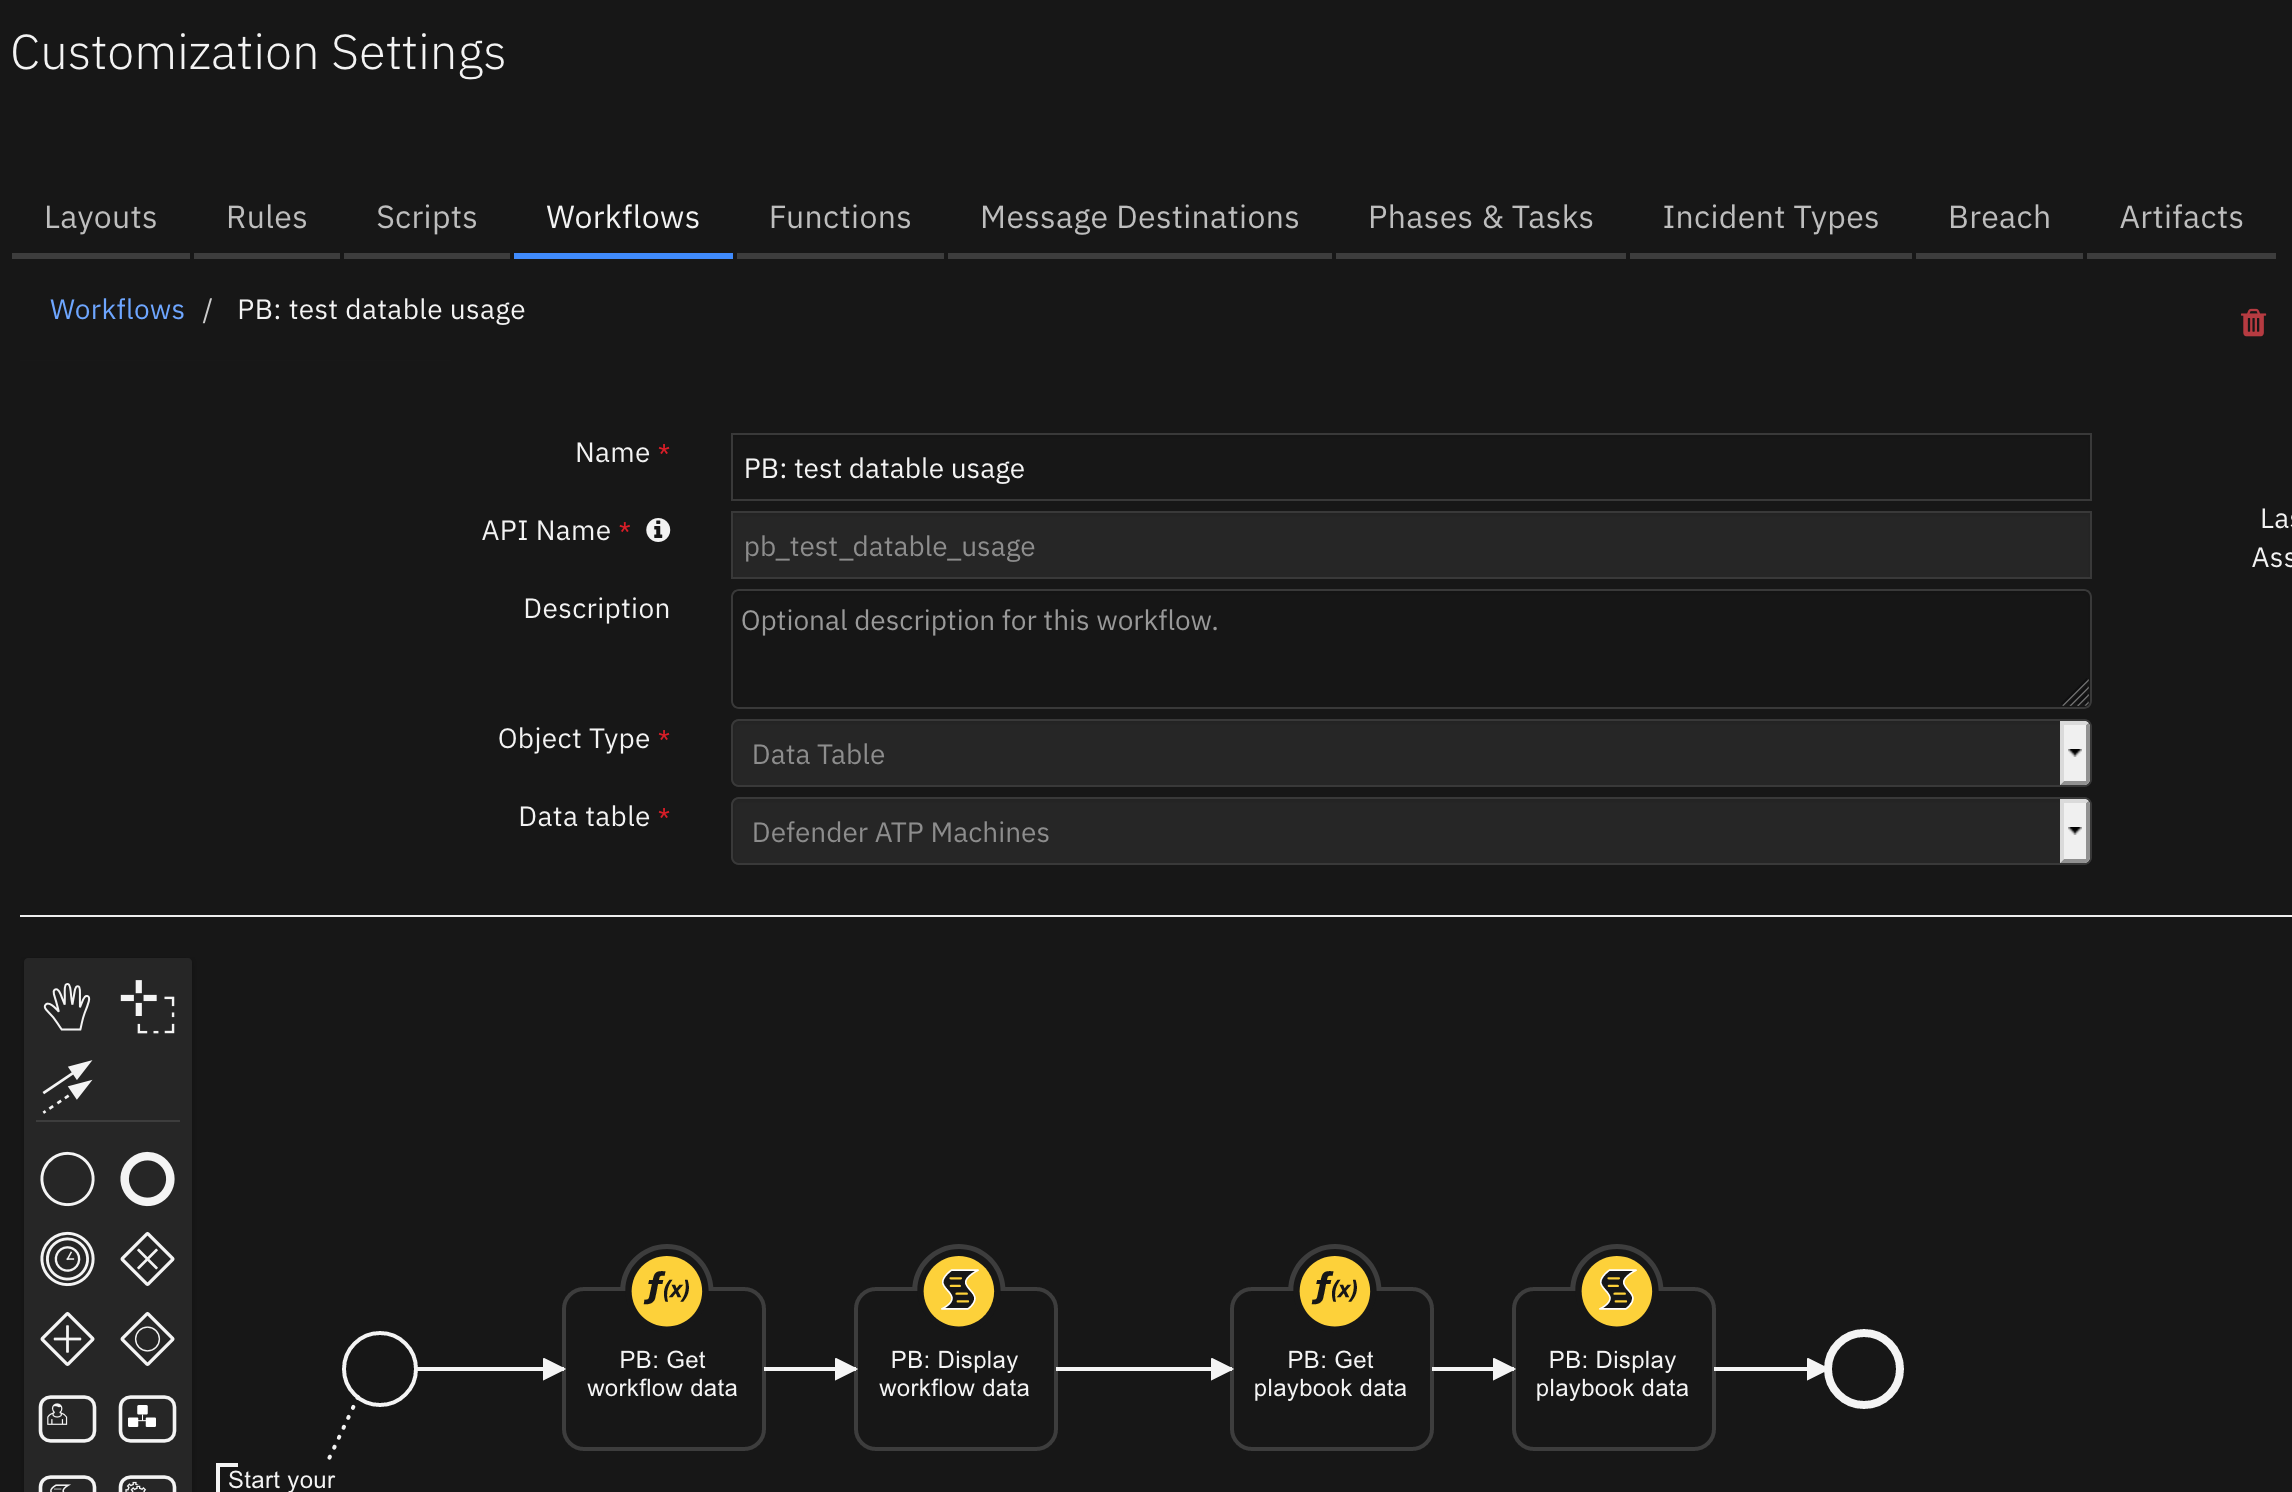 Customization Settings
Layouts Rules Scripts Workflows Functions Message Destinations Phases & Tasks Incident Types Breach Artifacts
Workflows / PB: test datable usage
Name *
PB: test datable usage
API Name *
pb_test_datable_usage
Description
Optional description for this workflow.
Object Type *
Data Table
Data table *
Defender ATP Machines
f(x)
PB: Get
workflow data
PB: Display
workflow data
f(x)
PB: Get
playbook data
PB: Display
playbook data
Start your